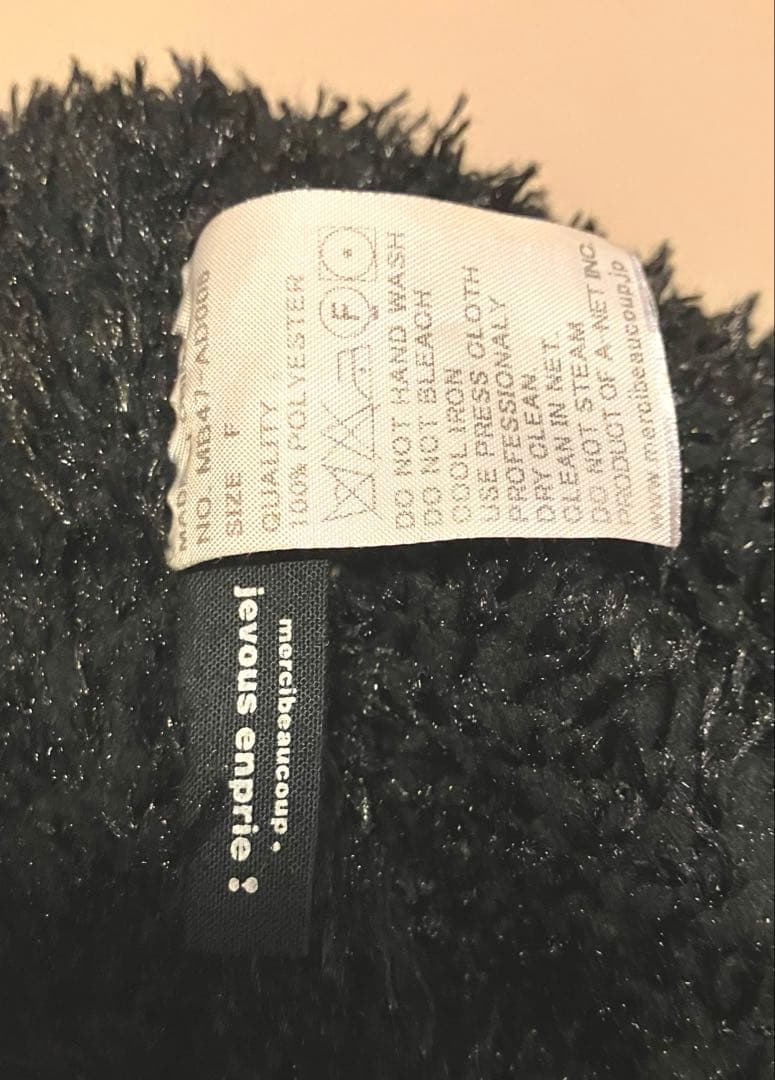 NO. MB47-AD008
SIZE F
QUALITY
100% POLYESTER
F
DO NOT HAND WASH
DO NOT BLEACH
COOL IRON
USE PRESS CLOTH
PROFESSIONALY
DRY CLEAN
CLEAN IN NET.
DO NOT STEAM
PRODUCT OF A-NET INC.
www.mercibeaucoup.jp
mercibeaucoup.
jevous enprie!